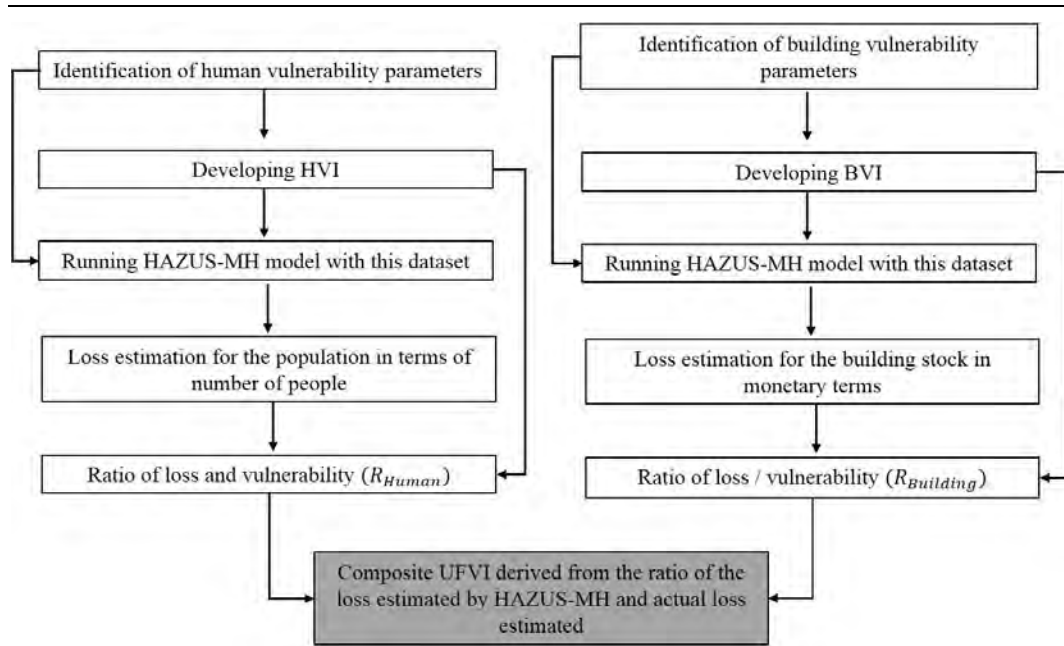 Identification of human vulnerability parameters
Developing HVI
Running HAZUS-MH model with this dataset
Loss estimation for the population in terms of
number of people
Ratio of loss and vulnerability (R_Human)
Identification of building vulnerability
parameters
Developing BVI
Running HAZUS-MH model with this dataset
Loss estimation for the building stock in
monetary terms
Ratio of loss / vulnerability (R_Building)
Composite UFVI derived from the ratio of the
loss estimated by HAZUS-MH and actual loss
estimated